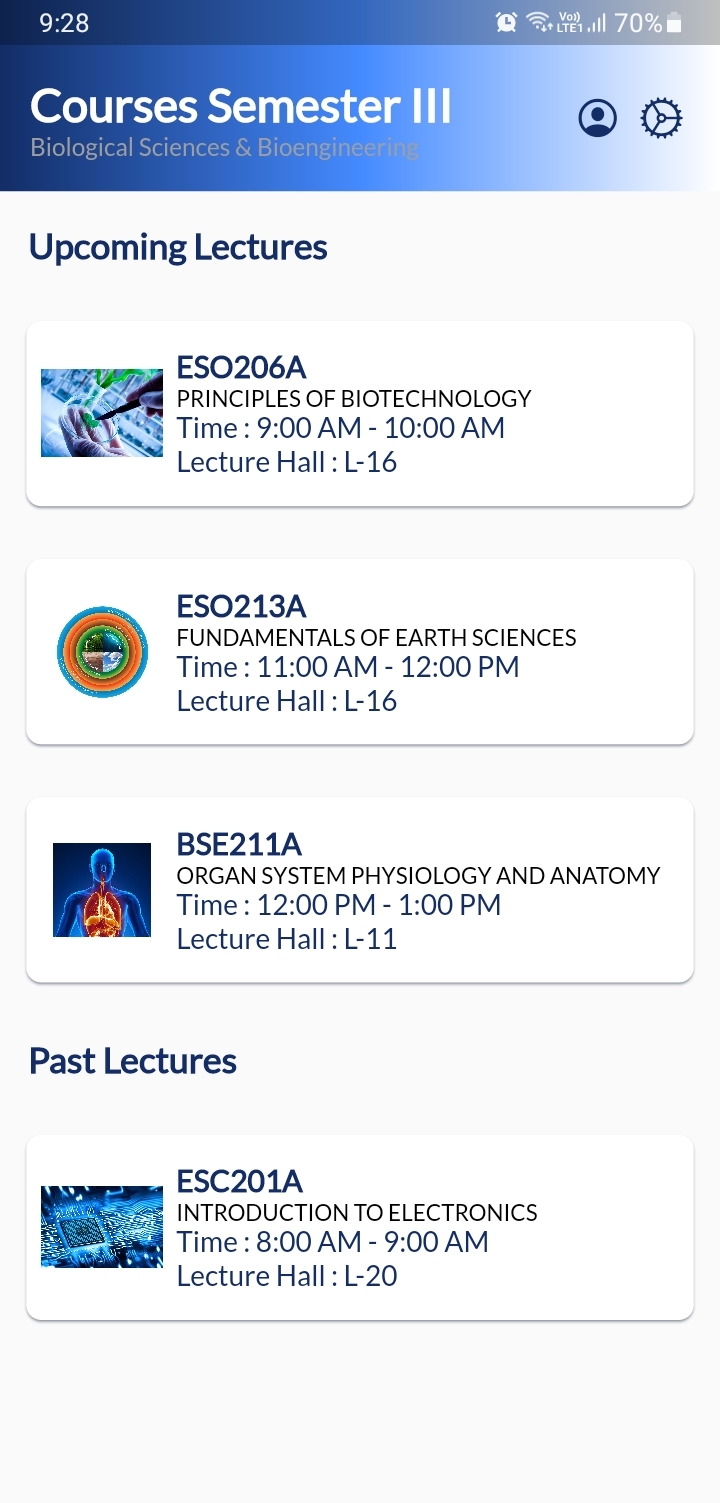 9:28
Vo))
LTE1
70%
Courses Semester III
Biological Sciences & Bioengineering
Upcoming Lectures
ESO206A
PRINCIPLES OF BIOTECHNOLOGY
Time : 9:00 AM - 10:00 AM
Lecture Hall : L-16
ESO213A
FUNDAMENTALS OF EARTH SCIENCES
Time : 11:00 AM - 12:00 PM
Lecture Hall : L-16
BSE211A
ORGAN SYSTEM PHYSIOLOGY AND ANATOMY
Time : 12:00 PM - 1:00 PM
Lecture Hall : L-11
Past Lectures
ESC201A
INTRODUCTION TO ELECTRONICS
Time : 8:00 AM - 9:00 AM
Lecture Hall : L-20